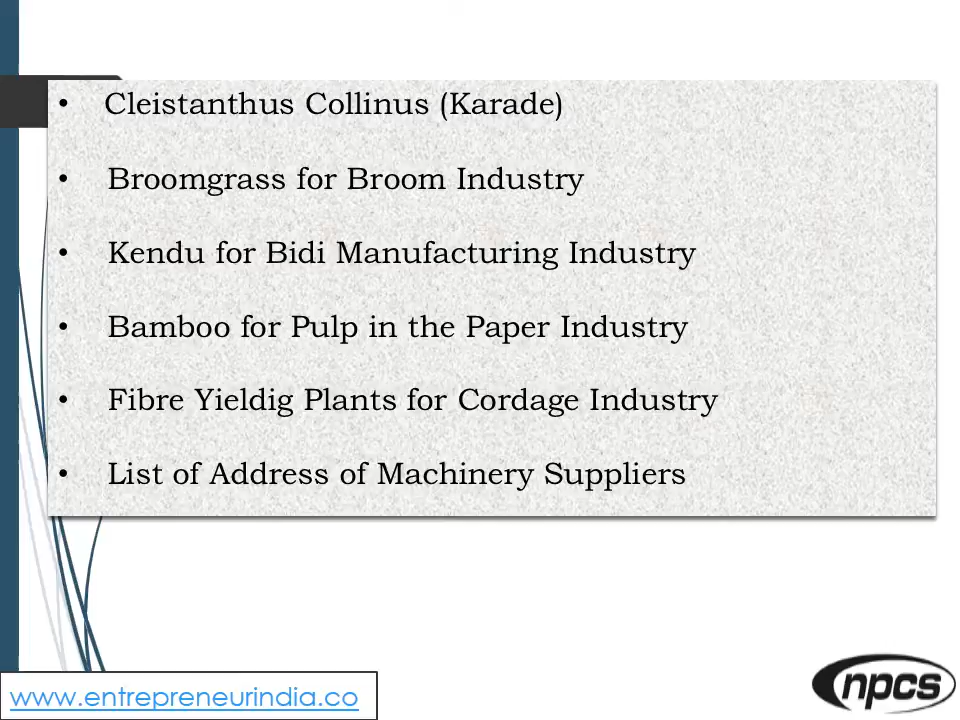 • Cleistanthus Collinus (Karade)
• Broomgrass for Broom Industry
• Kendu for Bidi Manufacturing Industry
• Bamboo for Pulp in the Paper Industry
• Fibre Yieldig Plants for Cordage Industry
• List of Address of Machinery Suppliers
www.entrepreneurindia.co
npcs